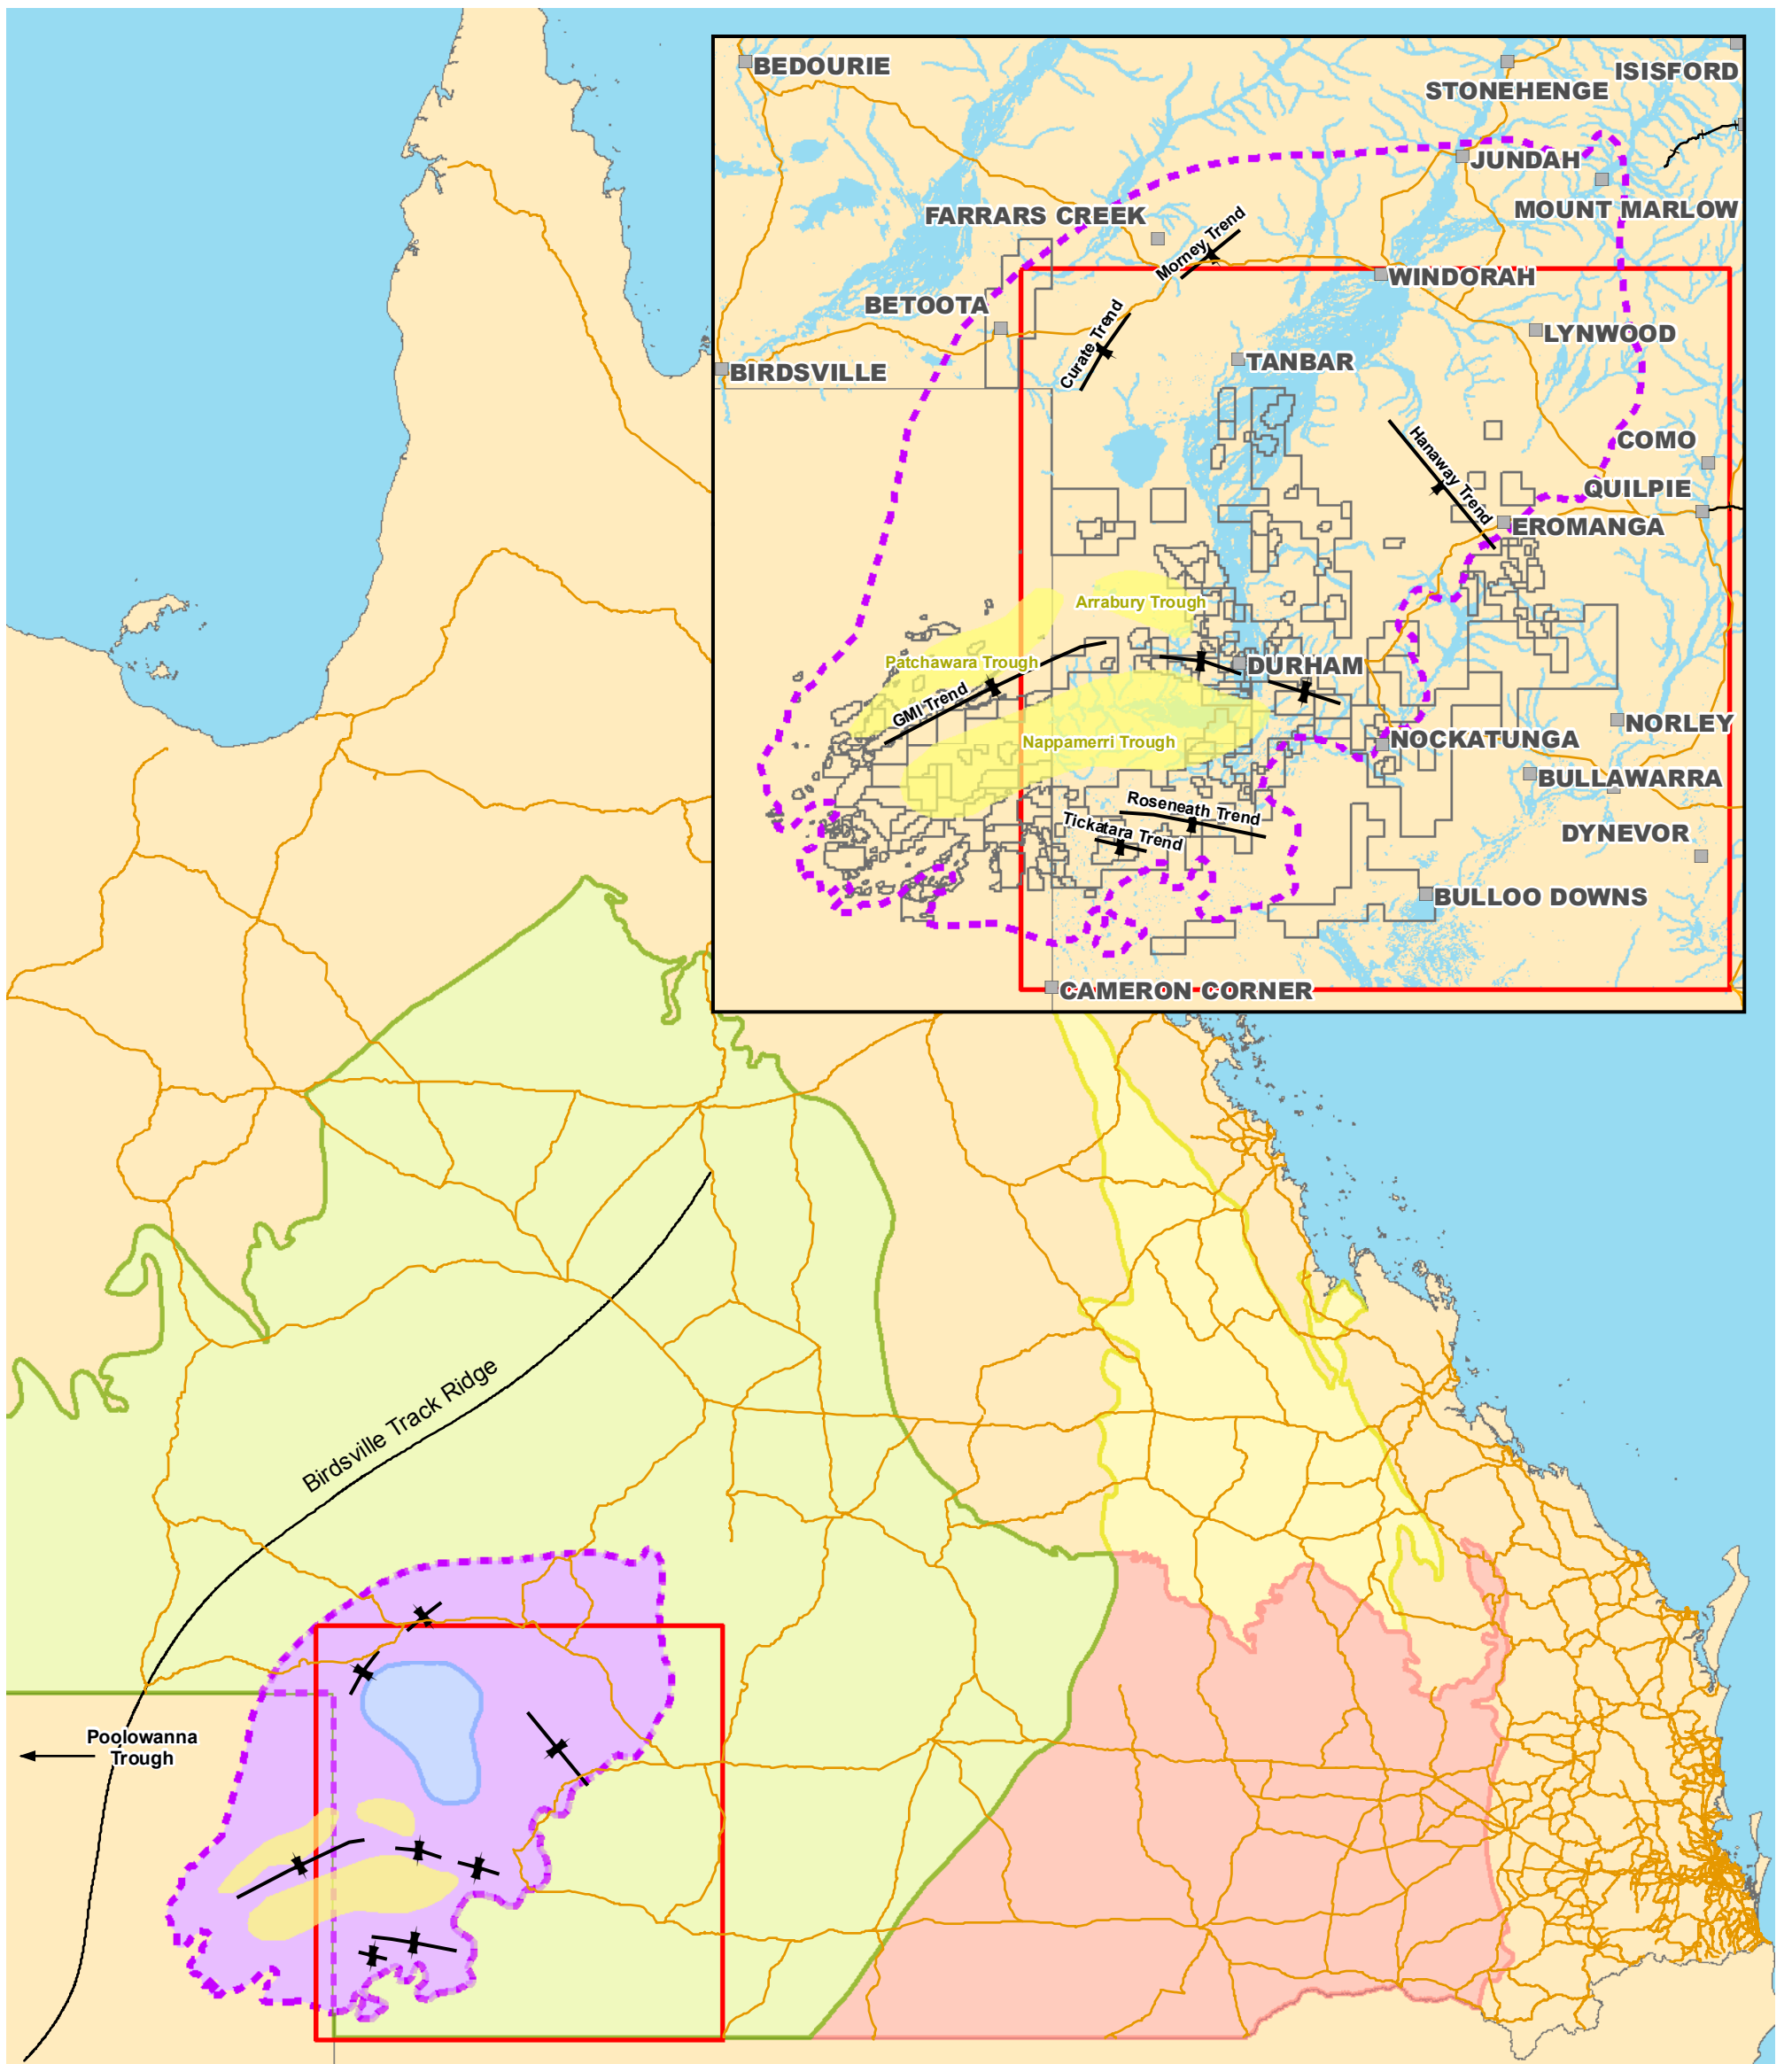 BEDOURIE
ISISFORD
STONEHENGE
JUNDAH
FARRARS CREEK
MOUNT MARLOW
Morney Trend
WINDORAH
BETOOTA
Curate Trend
LYNWOOD
TANBAR
BIRDSVILLE
Hanaway Trend
COMO
QUILPIE
EROMANGA
Arrabury Trough
Patchawara Trough
DURHAM
GMI Trend
NORLEY
Nappamerri Trough
NOCKATUNGA
BULLAWARRA
Roseneath Trend
Tickatara Trend
DYNEVOR
BULLOO DOWNS
CAMERON CORNER
Birdsville Track Ridge
Poolowanna
Trough